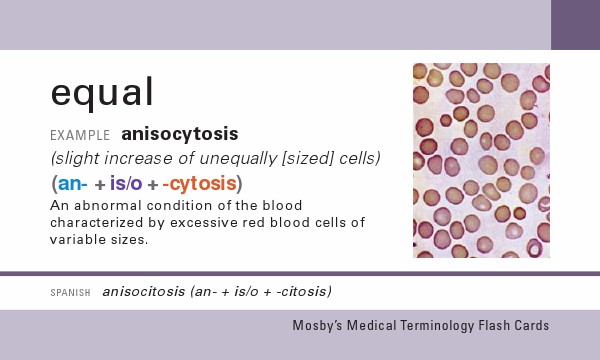 equal
EXAMPLE anisocytosis
(slight increase of unequally [sized] cells)
(an- + is/o + -cytosis)
An abnormal condition of the blood
characterized by excessive red blood cells of
variable sizes.
SPANISH anisocitosis (an- + is/o + -citosis)
Mosby's Medical Terminology Flash Cards